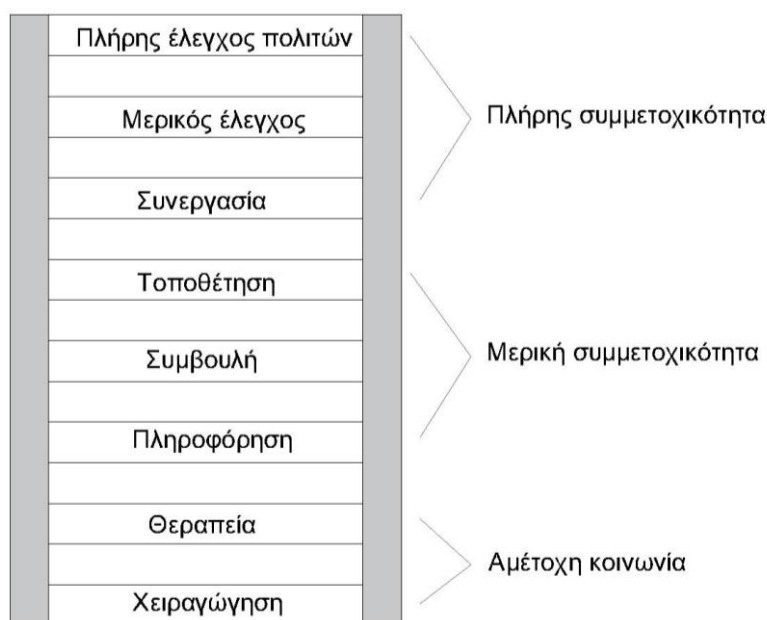 Πλήρης έλεγχος πολιτών
Μερικός έλεγχος
Πλήρης συμμετοχικότητα
Συνεργασία
Τοποθέτηση
Συμβουλή
Μερική συμμετοχικότητα
Πληροφόρηση
Θεραπεία
Αμέτοχη κοινωνία
Χειραγώγηση